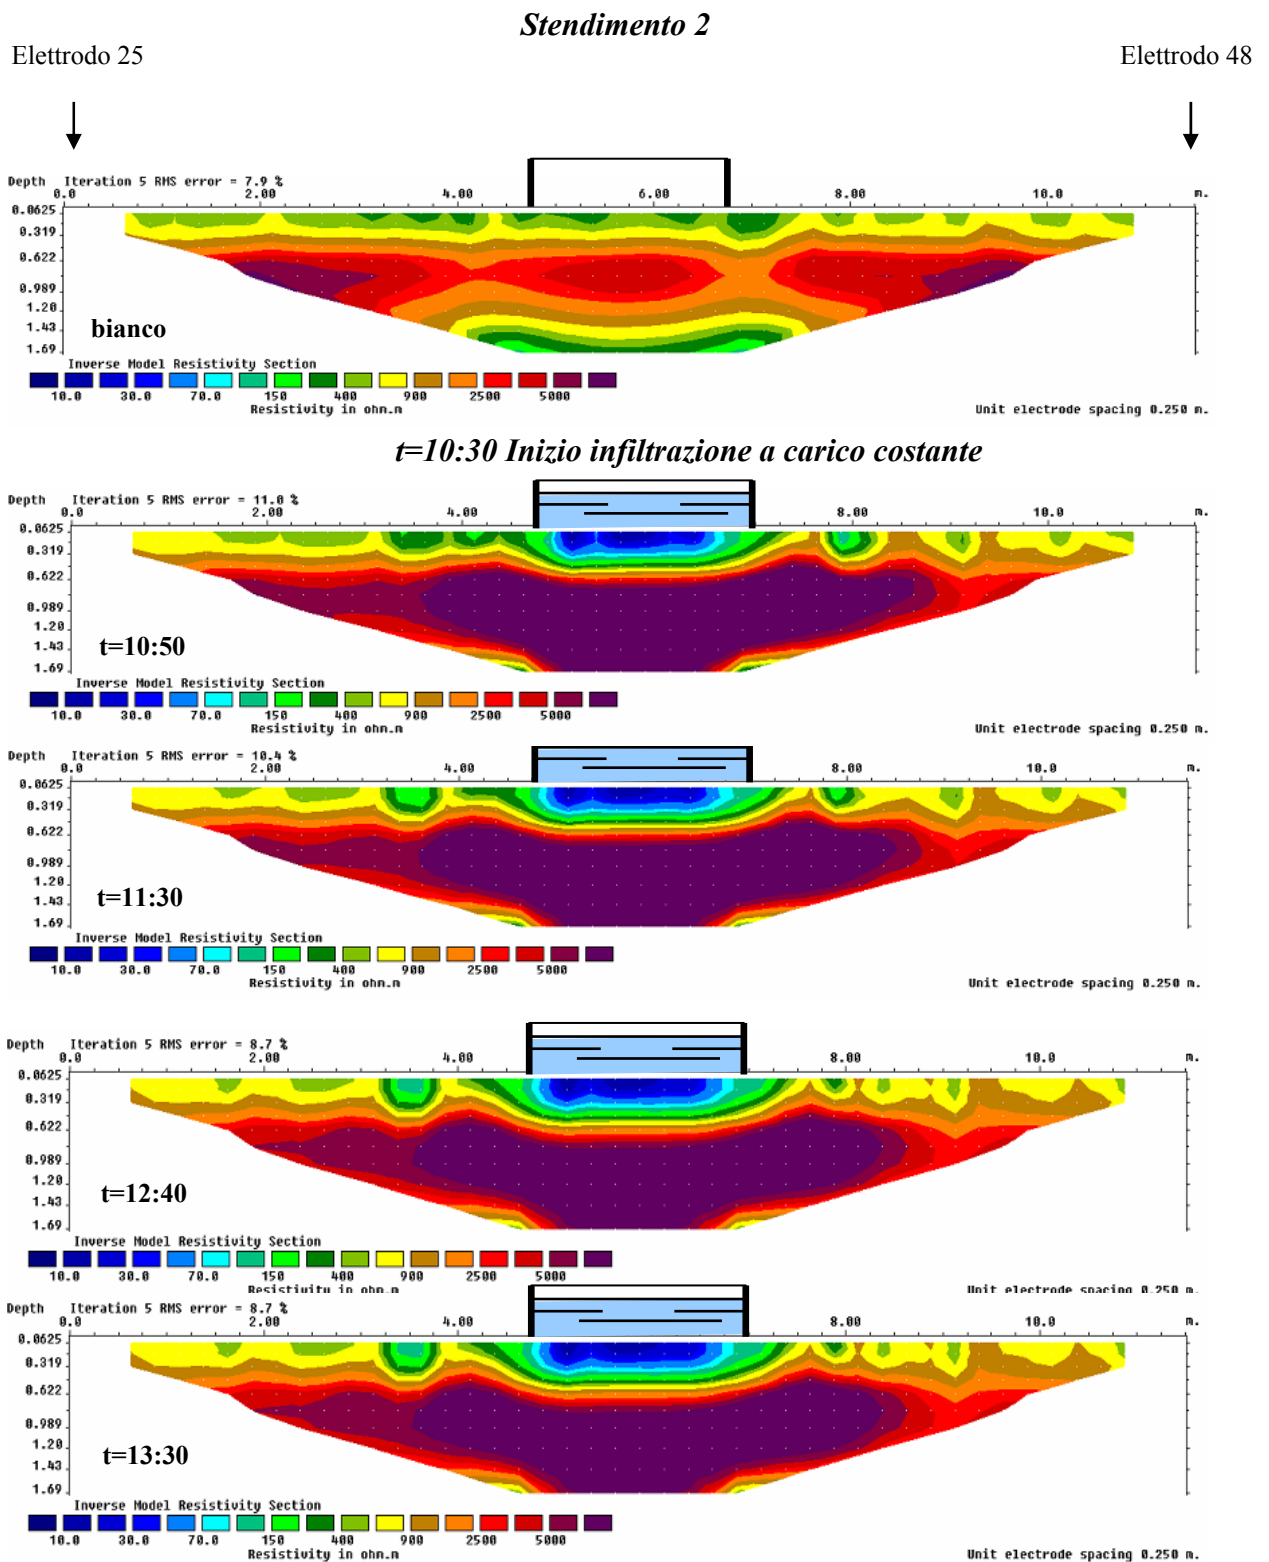 Stendimento 2
Elettrodo 25 Elettrodo 48
Depth Iteration 5 RMS error = 7.9 %
0.0 2.00 4.00 6.00 8.00 10.0 m.
0.0625
0.319
0.622
0.989
1.20
1.43
1.69
bianco
Inverse Model Resistivity Section
10.0 30.0 70.0 150 400 900 2500 5000
Resistivity in ohm.m
Unit electrode spacing 0.250 m.
t=10:30 Inizio infiltrazione a carico costante
Depth Iteration 5 RMS error = 11.0 %
0.0 2.00 4.00 8.00 10.0 m.
0.0625
0.319
0.622
0.989
1.20
1.43
1.69
t=10:50
Inverse Model Resistivity Section
10.0 30.0 70.0 150 400 900 2500 5000
Resistivity in ohm.m
Unit electrode spacing 0.250 m.
Depth Iteration 5 RMS error = 10.4 %
0.0 2.00 4.00 8.00 10.0 m.
0.0625
0.319
0.622
0.989
1.20
1.43
1.69
t=11:30
Inverse Model Resistivity Section
10.0 30.0 70.0 150 400 900 2500 5000
Resistivity in ohm.m
Unit electrode spacing 0.250 m.
Depth Iteration 5 RMS error = 8.7 %
0.0 2.00 4.00 8.00 10.0 m.
0.0625
0.319
0.622
0.989
1.20
1.43
1.69
t=12:40
Inverse Model Resistivity Section
10.0 30.0 70.0 150 400 900 2500 5000
Resistivity in ohm.m
Unit electrode spacing 0.250 m.
Depth Iteration 5 RMS error = 8.7 %
0.0 2.00 4.00 8.00 10.0 m.
0.0625
0.319
0.622
0.989
1.20
1.43
1.69
t=13:30
Inverse Model Resistivity Section
10.0 30.0 70.0 150 400 900 2500 5000
Resistivity in ohm.m
Unit electrode spacing 0.250 m.